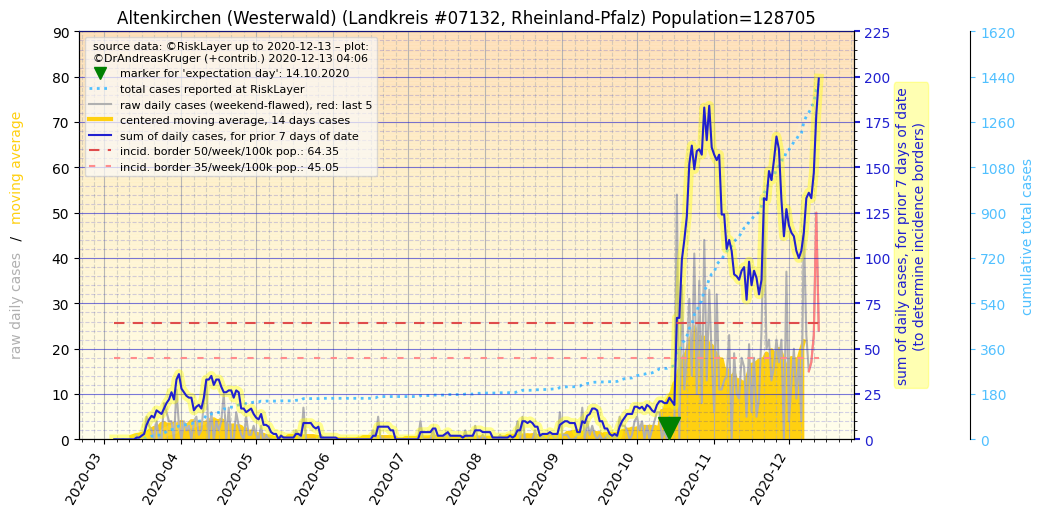 Altenkirchen (Westerwald) (Landkreis #07132, Rheinland-Pfalz) Population=128705
source data: ©RiskLayer up to 2020-12-13 – plot:
©DrAndreasKruger (+contrib.) 2020-12-13 04:06
marker for 'expectation day': 14.10.2020
total cases reported at RiskLayer
raw daily cases (weekend-flawed), red: last 5
centered moving average, 14 days cases
sum of daily cases, for prior 7 days of date
incid. border 50/week/100k pop.: 64.35
incid. border 35/week/100k pop.: 45.05
raw daily cases / moving average
90
80
70
60
50
40
30
20
10
0
2020-03
2020-04
2020-05
2020-06
2020-07
2020-08
2020-09
2020-10
2020-11
2020-12
225
200
175
150
125
100
75
50
25
0
sum of daily cases, for prior 7 days of date
(to determine incidence borders)
1620
1440
1260
1080
900
720
540
360
180
0
cumulative total cases